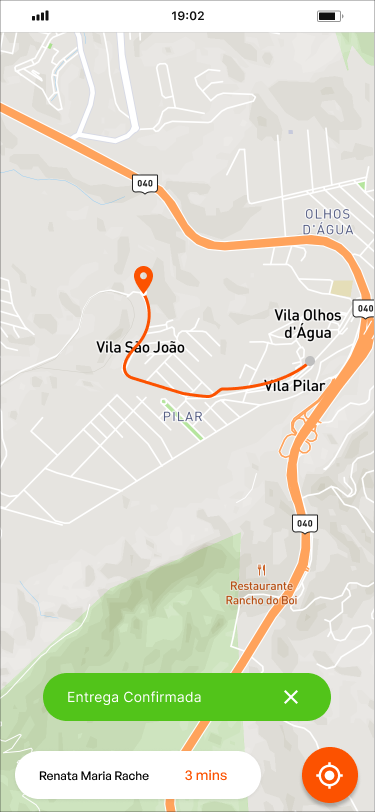 19:02
040
OLHOS
D'ÁGUA
040
Vila Olhos
d'Água
Vila São João
Vila Pilar
PILAR
040
Restaurante
Rancho do Boi
Entrega Confirmada
Renata Maria Rache
3 mins